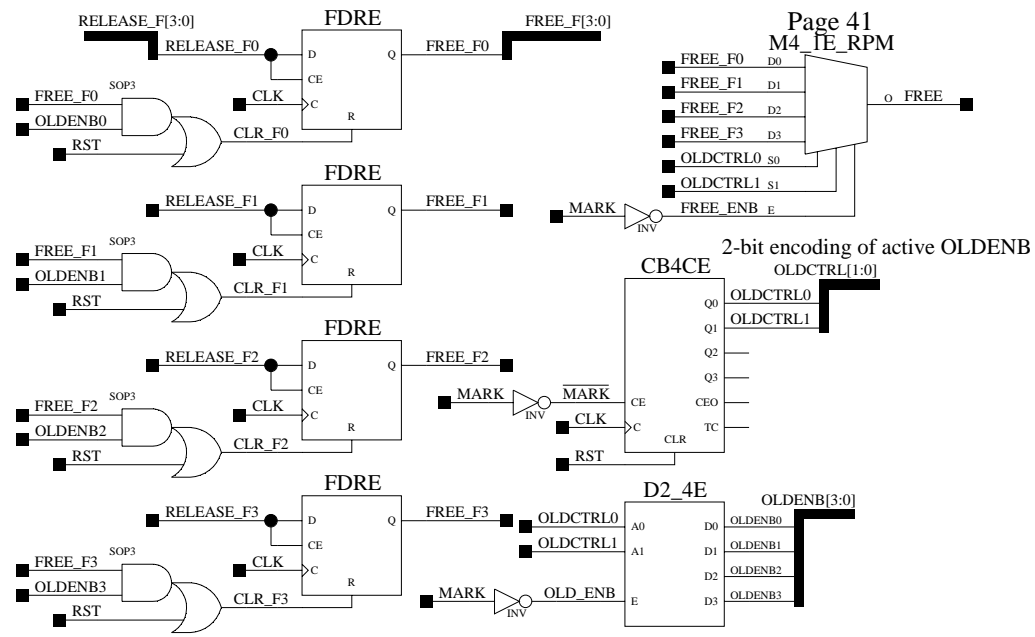 RELEASE_F[3:0]
FDRE
FREE_F[3:0]
RELEASE_F0
D
Q
FREE_F0
CE
CLK
C
R
SOP3
FREE_F0
OLDENB0
RST
CLR_F0
FDRE
RELEASE_F1
D
Q
FREE_F1
CE
CLK
C
R
SOP3
FREE_F1
OLDENB1
RST
CLR_F1
FDRE
RELEASE_F2
D
Q
FREE_F2
CE
CLK
C
R
SOP3
FREE_F2
OLDENB2
RST
CLR_F2
FDRE
RELEASE_F3
D
Q
FREE_F3
CE
CLK
C
R
SOP3
FREE_F3
OLDENB3
RST
CLR_F3
Page 41
M4_1E_RPM
FREE_F0
D0
FREE_F1
D1
FREE_F2
D2
FREE_F3
D3
OLDCTRL0
S0
OLDCTRL1
S1
MARK
INV
FREE_ENB
E
O
FREE
2-bit encoding of active OLDENB
CB4CE
OLDCTRL[1:0]
Q0
OLDCTRL0
Q1
OLDCTRL1
Q2
Q3
MARK
INV
MARK
CE
CEO
CLK
C
TC
CLR
RST
D2_4E
OLDENB[3:0]
OLDCTRL0
A0
D0
OLDENB0
OLDCTRL1
A1
D1
OLDENB1
D2
OLDENB2
MARK
INV
OLD_ENB
E
D3
OLDENB3